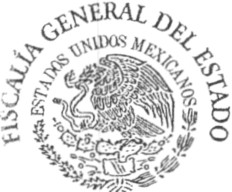 FISCALÍA GENERAL DEL ESTADO
ESTADOS UNIDOS MEXICANOS